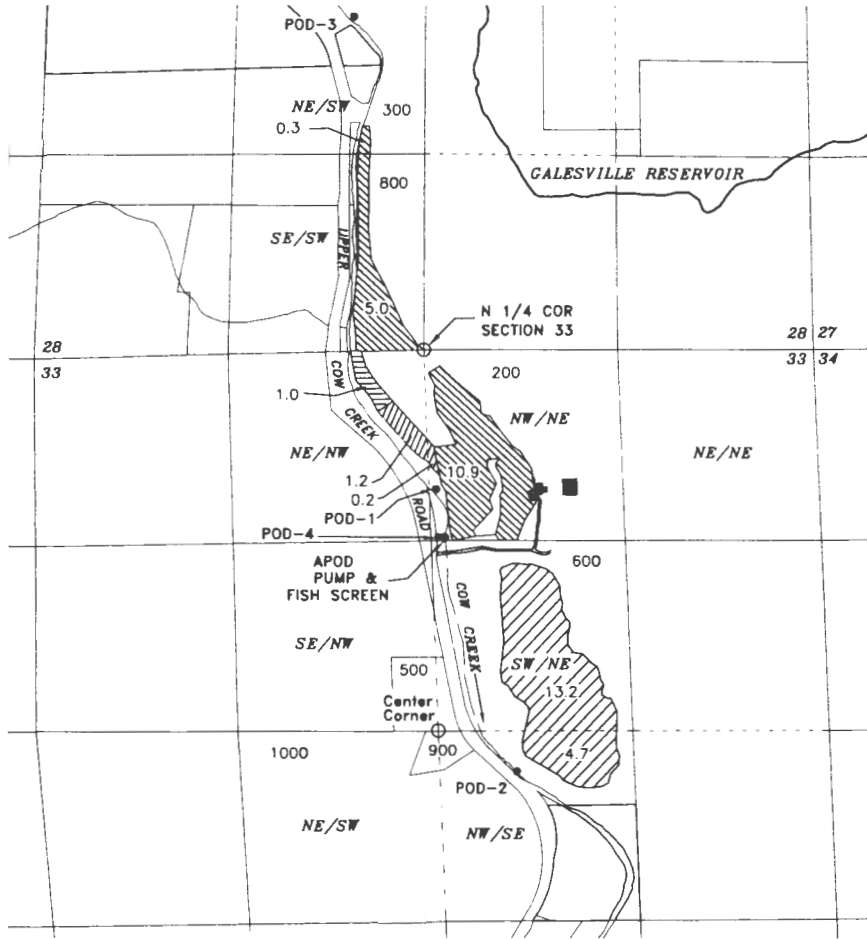 POD-3
NE/SW
300
0.3
GALESVILLE RESERVOIR
800
SE/SW
UPPER
5.0
N 1/4 COR
SECTION 33
28
33
28 27
33 34
COW
200
1.0
CREEK
NW/NE
NE/NW
NE/NE
10.9
1.2
0.2
POD-1
ROAD
POD-4
APOD
PUMP &
FISH SCREEN
600
COW CREEK
SE/NW
SW/NE
500
13.2
Center
Corner
1000
900
4.7
POD-2
NE/SW
NW/SE